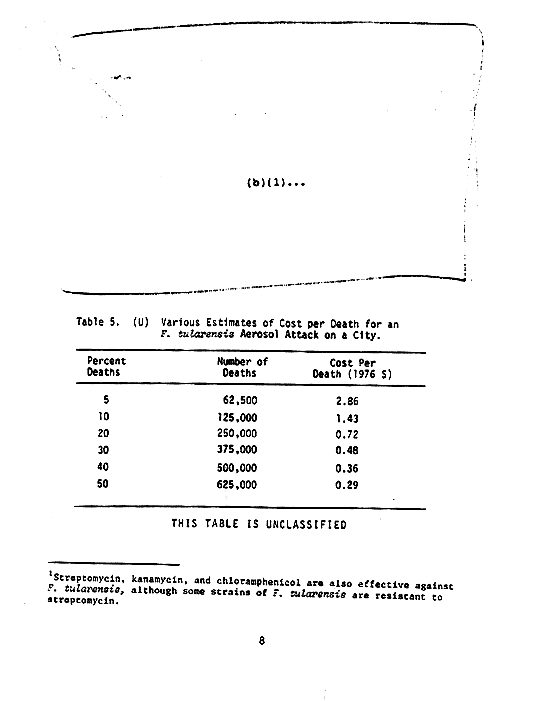 (b)(1)...
Table 5. (U) Various Estimates of Cost per Death for an
F. tularensis Aerosol Attack on a City.
Percent Number of Cost Per
Deaths Deaths Death (1976 $)
5 62,500 2.86
10 125,000 1.43
20 250,000 0.72
30 375,000 0.48
40 500,000 0.36
50 625,000 0.29
THIS TABLE IS UNCLASSIFIED
1Streptomycin, kanamycin, and chloramphenicol are also effective against
F. tularensis, although some strains of F. tularensis are resistant to
streptomycin.
8